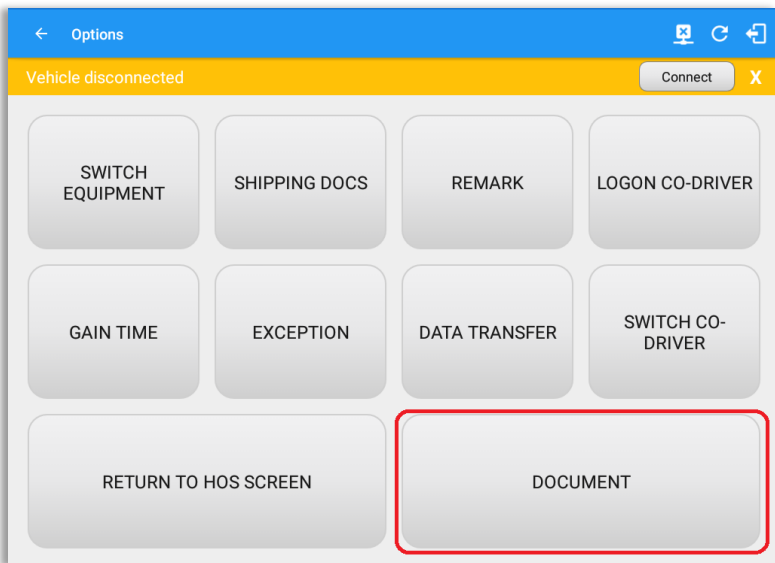 Options
Vehicle disconnected
Connect
X
SWITCH
EQUIPMENT
SHIPPING DOCS
REMARK
LOGON CO-DRIVER
GAIN TIME
EXCEPTION
DATA TRANSFER
SWITCH CO-
DRIVER
RETURN TO HOS SCREEN
DOCUMENT